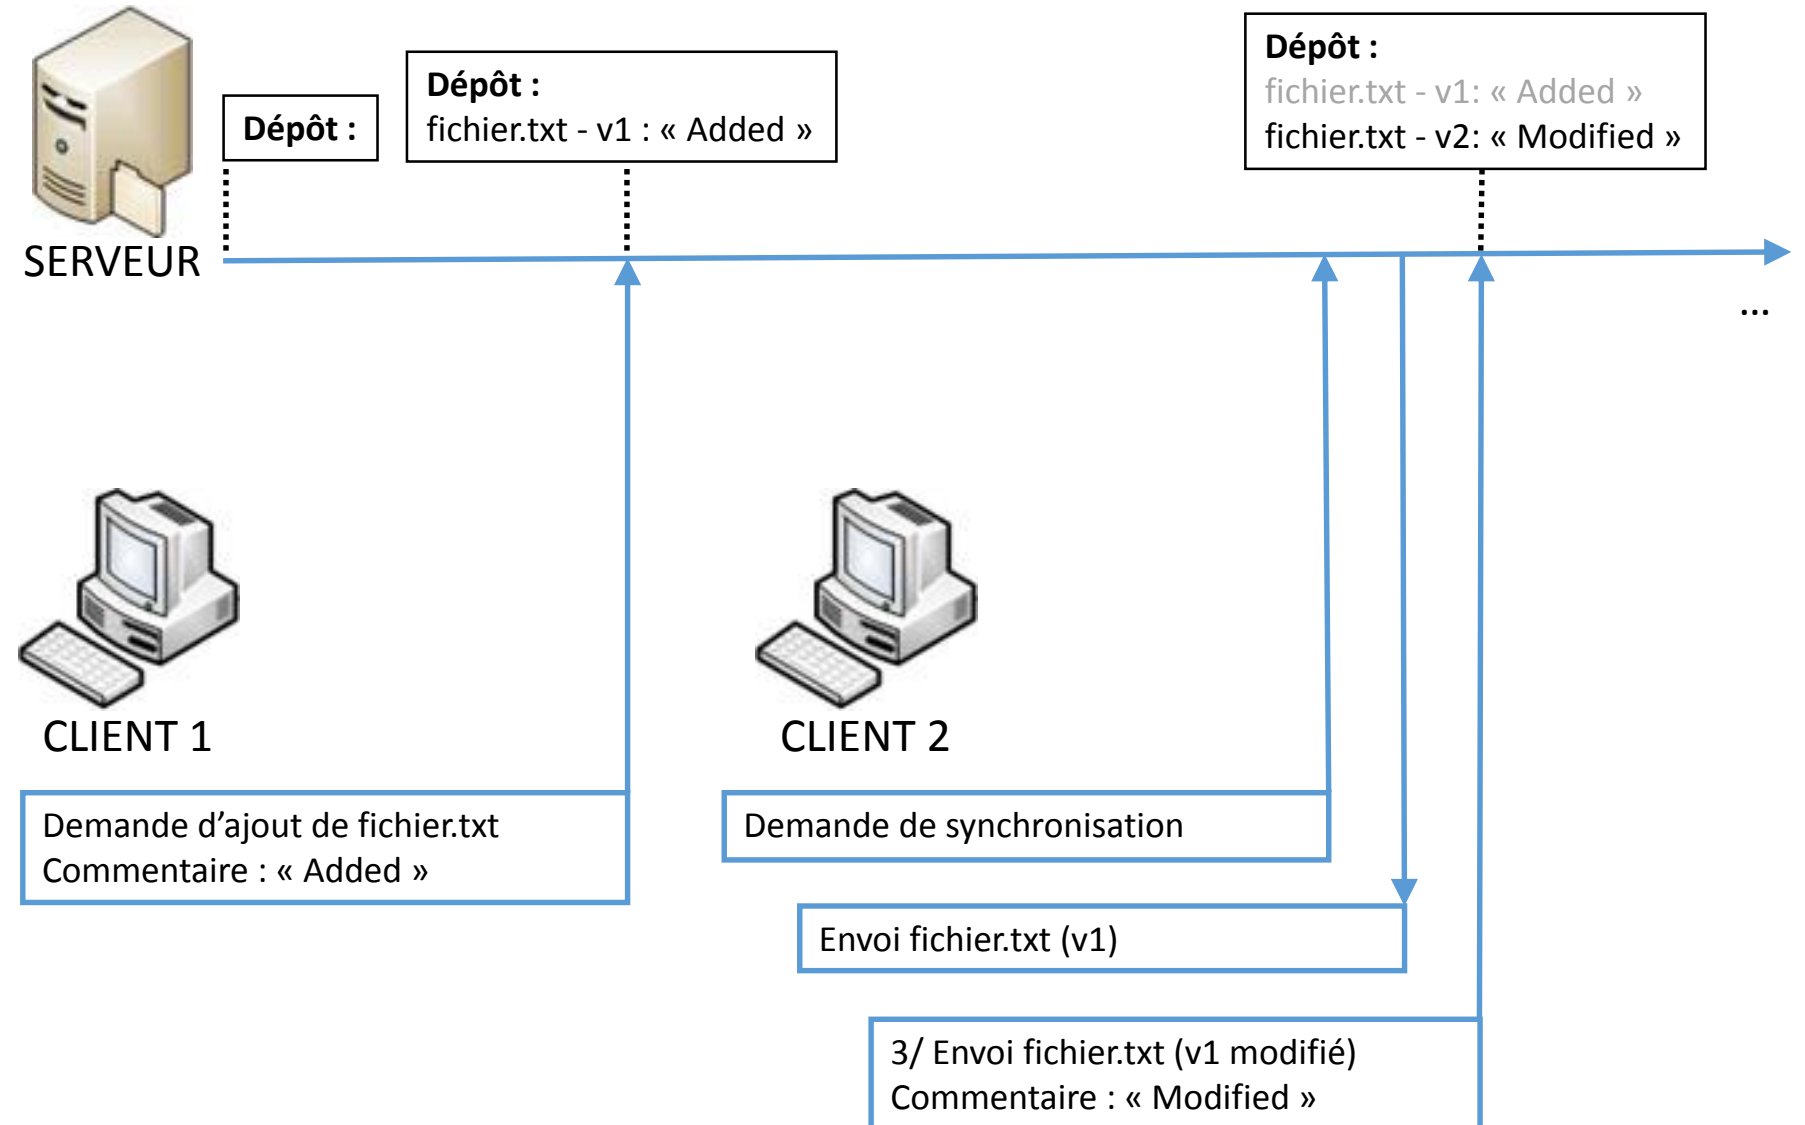 Dépôt :
Dépôt :
fichier.txt - v1 : « Added »
Dépôt :
fichier.txt - v1: « Added »
fichier.txt - v2: « Modified »
SERVEUR
...
CLIENT 1
CLIENT 2
Demande d’ajout de fichier.txt
Commentaire : « Added »
Demande de synchronisation
Envoi fichier.txt (v1)
3/ Envoi fichier.txt (v1 modifié)
Commentaire : « Modified »